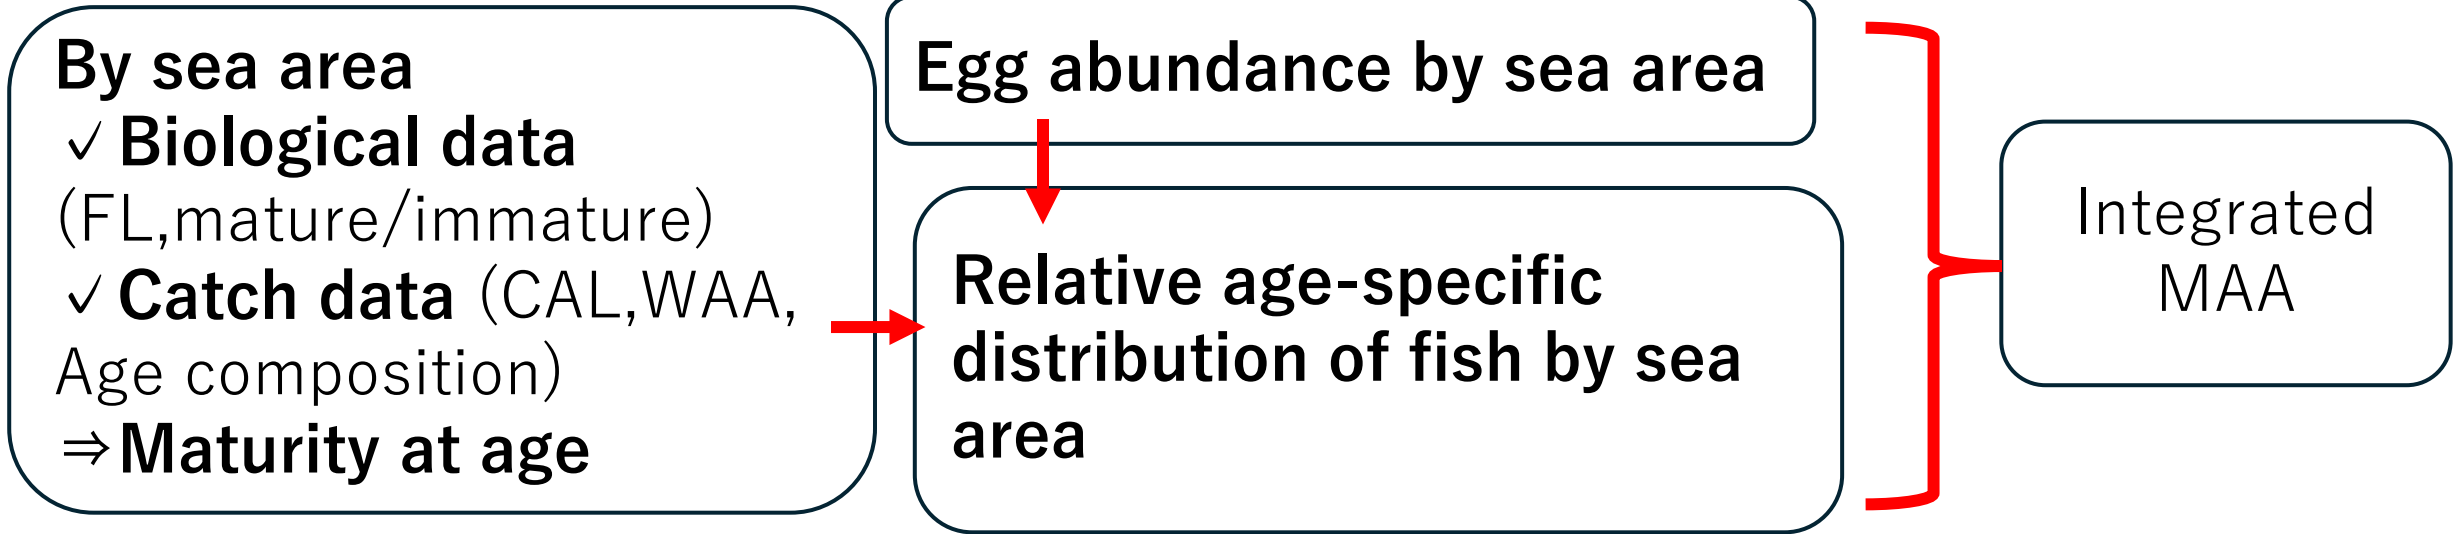 By sea area
✓Biological data
(FL,mature/immature)
✓Catch data (CAL,WAA,
Age composition)
⇒Maturity at age
Egg abundance by sea area
Relative age-specific
distribution of fish by sea
area
Integrated
MAA